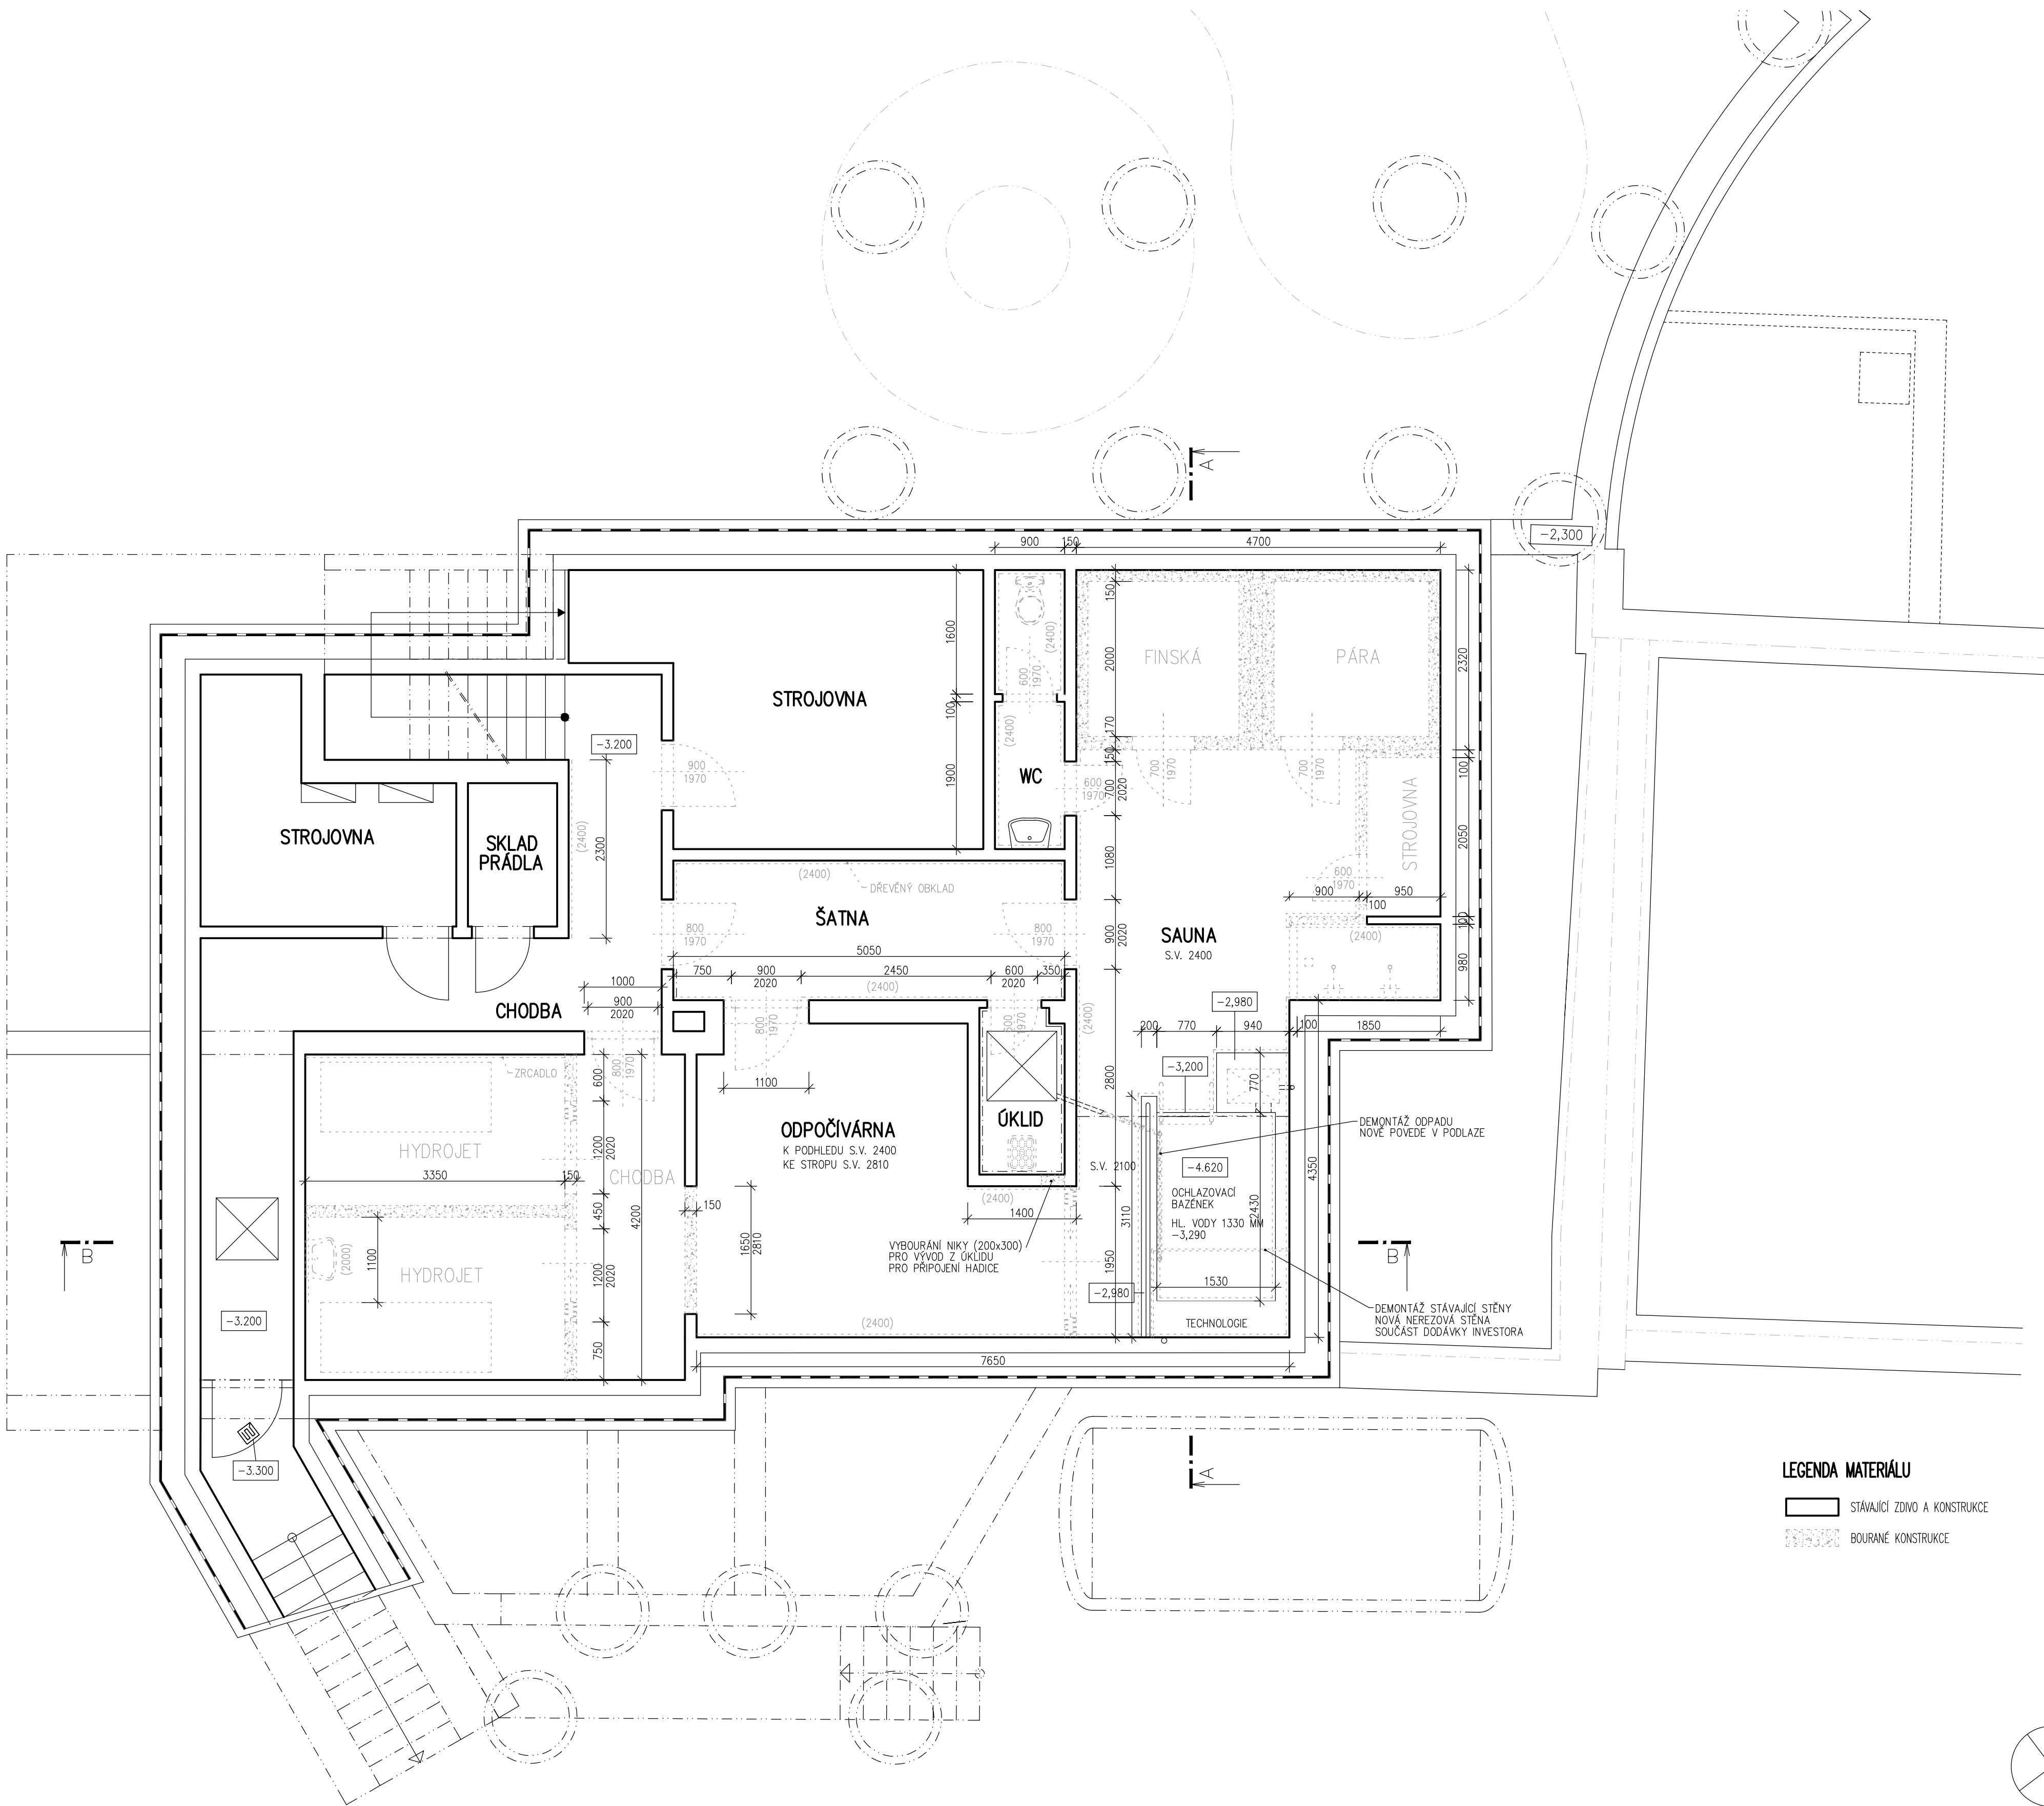 A
-2,300
900
150
4700
1600
150
(2400)
2000
FINSKÁ
PÁRA
2320
STROJOVNA
600
1970
100
(2400)
170
-3.200
900
1970
WC
150
700
1970
700
1970
100
1900
600
1970
700
2020
STROJOVNA
SKLAD
PRÁDLA
(2400)
2300
1080
2050
STROJOVNA
(2400)
DŘEVĚNÝ OBKLAD
600
1970
900
950
100
ŠATNA
800
1970
800
1970
900
2020
SAUNA
S.V. 2400
(2400)
100
5050
980
750
900
2020
2450
600
2020
350
1000
(2400)
900
2020
CHODBA
-2,980
800
1970
600
1970
(2400)
200
770
940
100
1850
ZRCADLO
600
800
1970
1100
2800
-3,200
770
ÚKLID
ODPOČÍVÁRNA
K PODHLEDU S.V. 2400
KE STROPU S.V. 2810
DEMONTÁŽ ODPADU
NOVĚ POVEDE V PODLAZE
HYDROJET
1200
2020
CHODBA
3350
150
S.V. 2100
-4.620
4350
OCHLAZOVACÍ
BAZÉNEK
HL. VODY 1330 MM
-3,290
2430
3110
450
4200
150
(2400)
1400
1650
2810
VYBOURÁNÍ NIKY (200x300)
PRO VÝVOD Z ÚKLIDU
PRO PŘIPOJENÍ HADICE
1950
B
B
(2000)
1100
HYDROJET
1200
2020
1530
-2,980
-3.200
(2400)
TECHNOLOGIE
DEMONTÁŽ STÁVAJÍCÍ STĚNY
NOVÁ NEREZOVÁ STĚNA
SOUČÁST DODÁVKY INVESTORA
750
7650
-3.300
A
LEGENDA MATERIÁLU
STÁVAJÍCÍ ZDIVO A KONSTRUKCE
BOURANÉ KONSTRUKCE